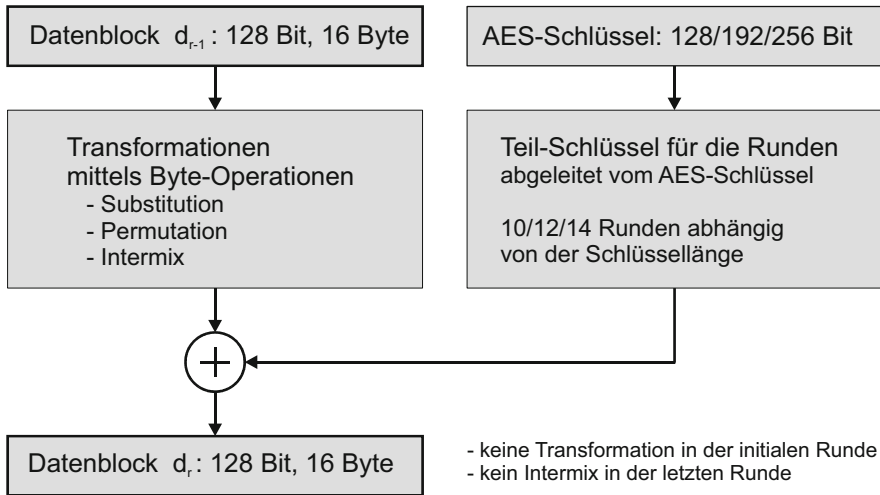 Datenblock d r-1 : 128 Bit, 16 Byte
AES-Schlüssel: 128/192/256 Bit
Transformationen
mittels Byte-Operationen
- Substitution
- Permutation
- Intermix
Teil-Schlüssel für die Runden
abgeleitet vom AES-Schlüssel
10/12/14 Runden abhängig
von der Schlüssellänge
Datenblock d r : 128 Bit, 16 Byte
- keine Transformation in der initialen Runde
- kein Intermix in der letzten Runde